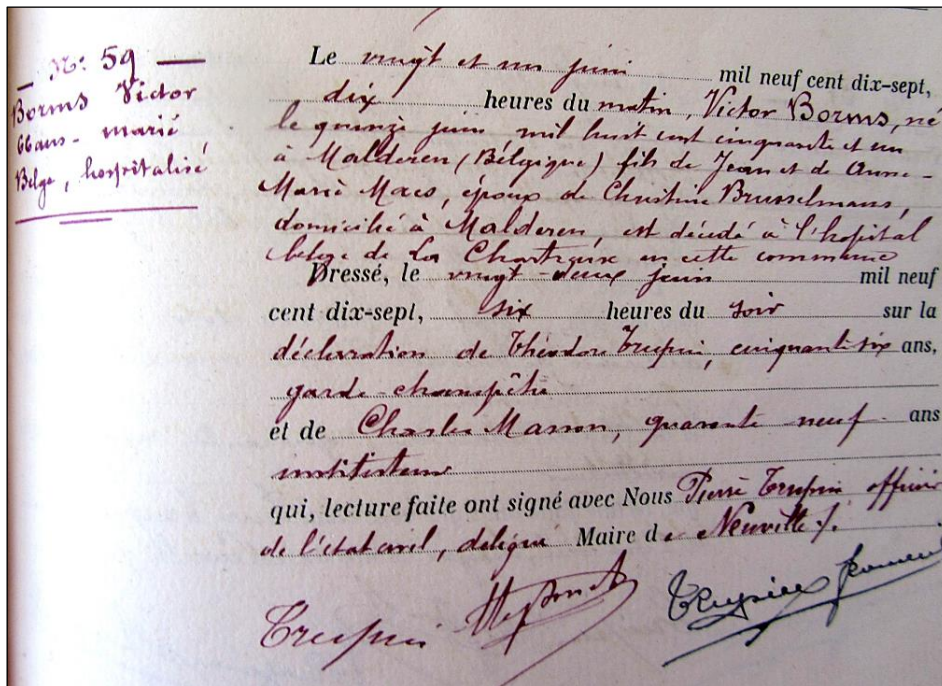 N: 59
Borms Victor
66 ans - marié
Belge, hospitalisé
Le vingt et un juin mil neuf cent dix-sept,
dix heures du matin, Victor Borms, né
le quinze juin mil huit cent cinquante et un
à Malderen (Bélgique) fils de Jean et de Anne-
Marie Maes, époux de Christine Brusselmans,
domicilié à Malderen, est décédé à l'hopital
belge de La Chartreuse en cette commune
Dressé, le vingt-deux juin mil neuf
cent dix-sept, six heures du soir sur la
déclaration de Théodore Trupin, cinquante six ans,
garde-champêtre
et de Charles Masson, quarante neuf ans
instituteur
qui, lecture faite ont signé avec Nous Pierre Trupin officier
de l'état civil, délégué Maire de Neuville s/.
Trupin